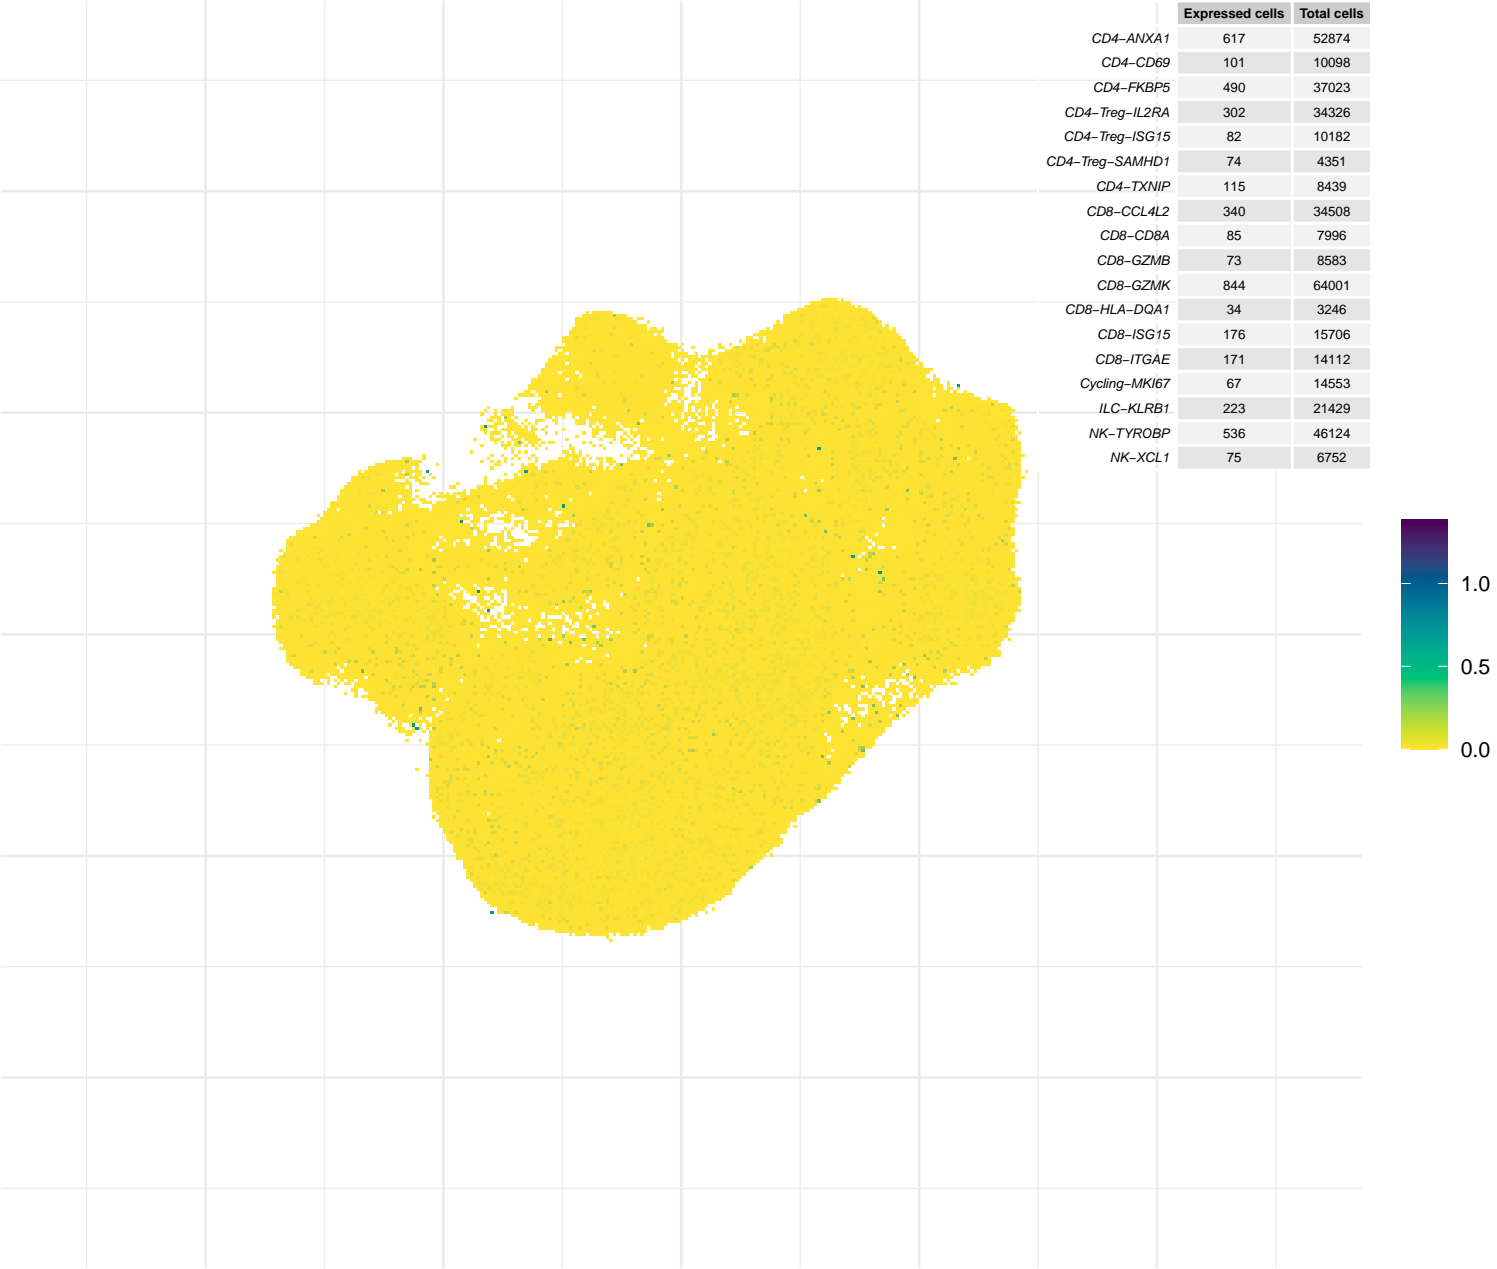 Expressed cells Total cells
CD4−ANXA1 617 52874
CD4−CD69 101 10098
CD4−FKBP5 490 37023
CD4−Treg−IL2RA 302 34326
CD4−Treg−ISG15 82 10182
CD4−Treg−SAMHD1 74 4351
CD4−TXNIP 115 8439
CD8−CCL4L2 340 34508
CD8−CD8A 85 7996
CD8−GZMB 73 8583
CD8−GZMK 844 64001
CD8−HLA−DQA1 34 3246
CD8−ISG15 176 15706
CD8−ITGAE 171 14112
Cycling−MKI67 67 14553
ILC−KLRB1 223 21429
NK−TYROBP 536 46124
NK−XCL1 75 6752
1.0
0.5
0.0